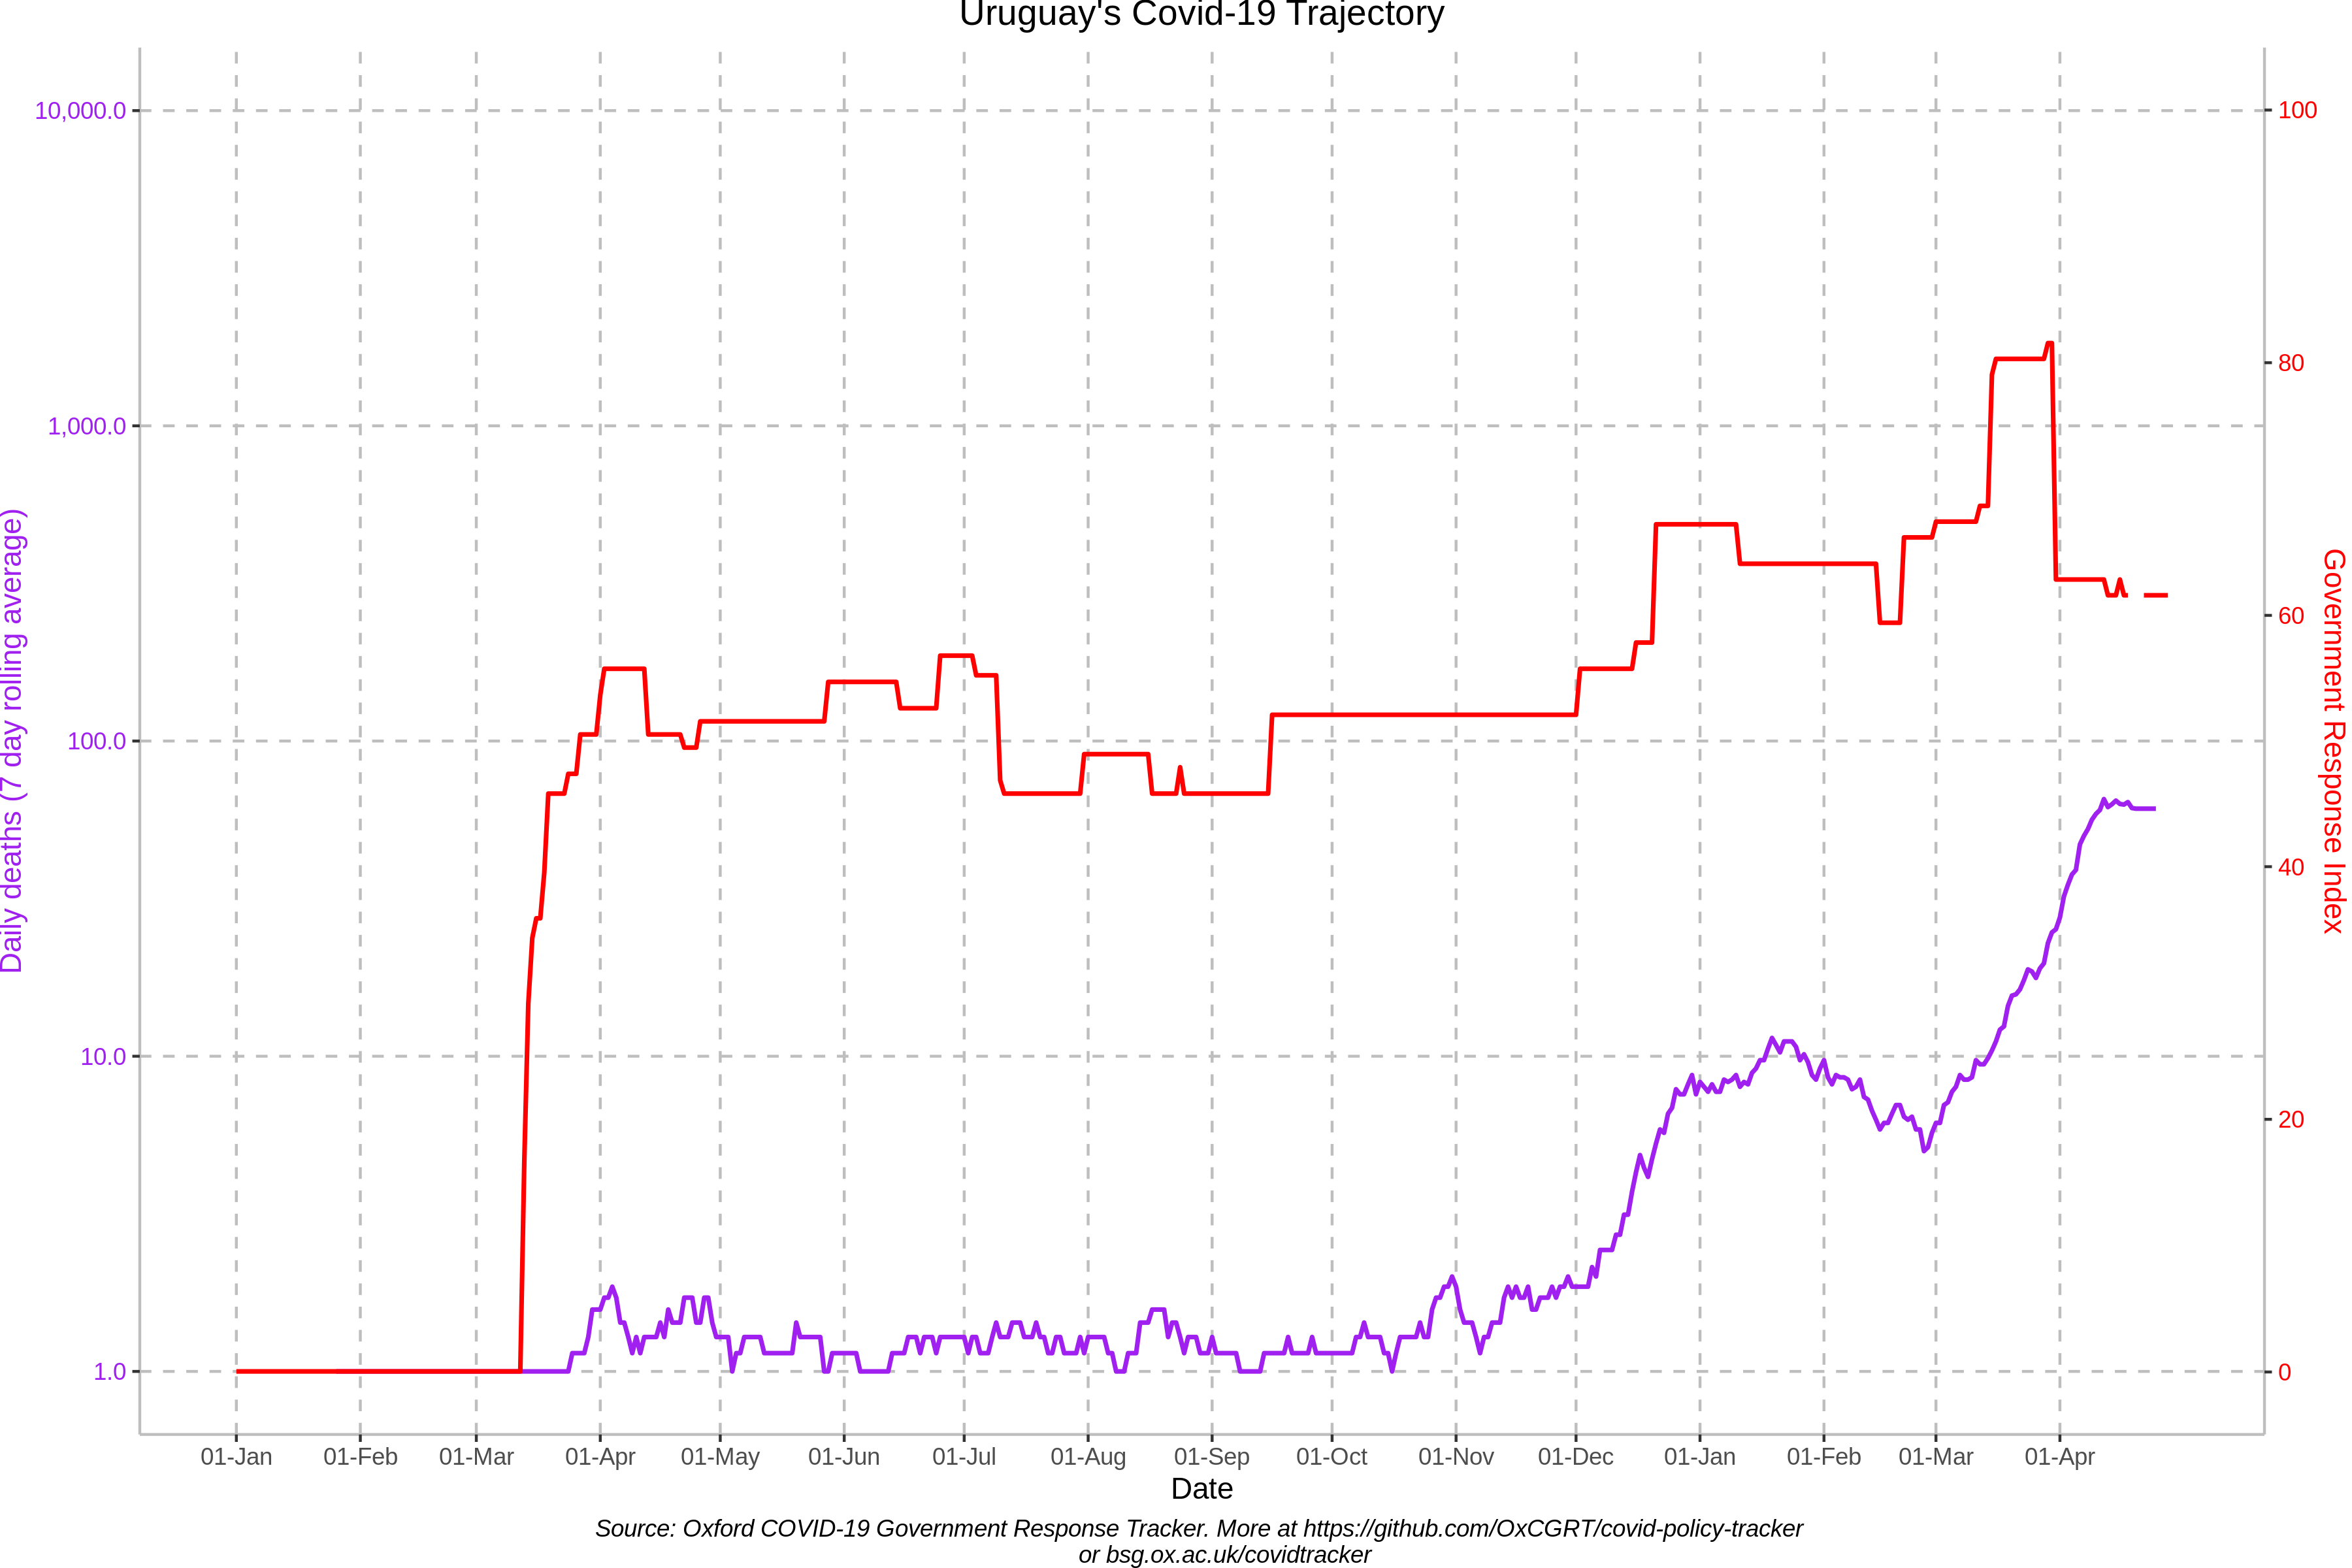 Uruguay's Covid-19 Trajectory
Daily deaths (7 day rolling average)
10,000.0
1,000.0
100.0
10.0
1.0
100
80
60
40
20
0
Government Response Index
01-Jan 01-Feb 01-Mar 01-Apr 01-May 01-Jun 01-Jul 01-Aug 01-Sep 01-Oct 01-Nov 01-Dec 01-Jan 01-Feb 01-Mar 01-Apr
Date
Source: Oxford COVID-19 Government Response Tracker. More at https://github.com/OxCGRT/covid-policy-tracker
or bsg.ox.ac.uk/covidtracker